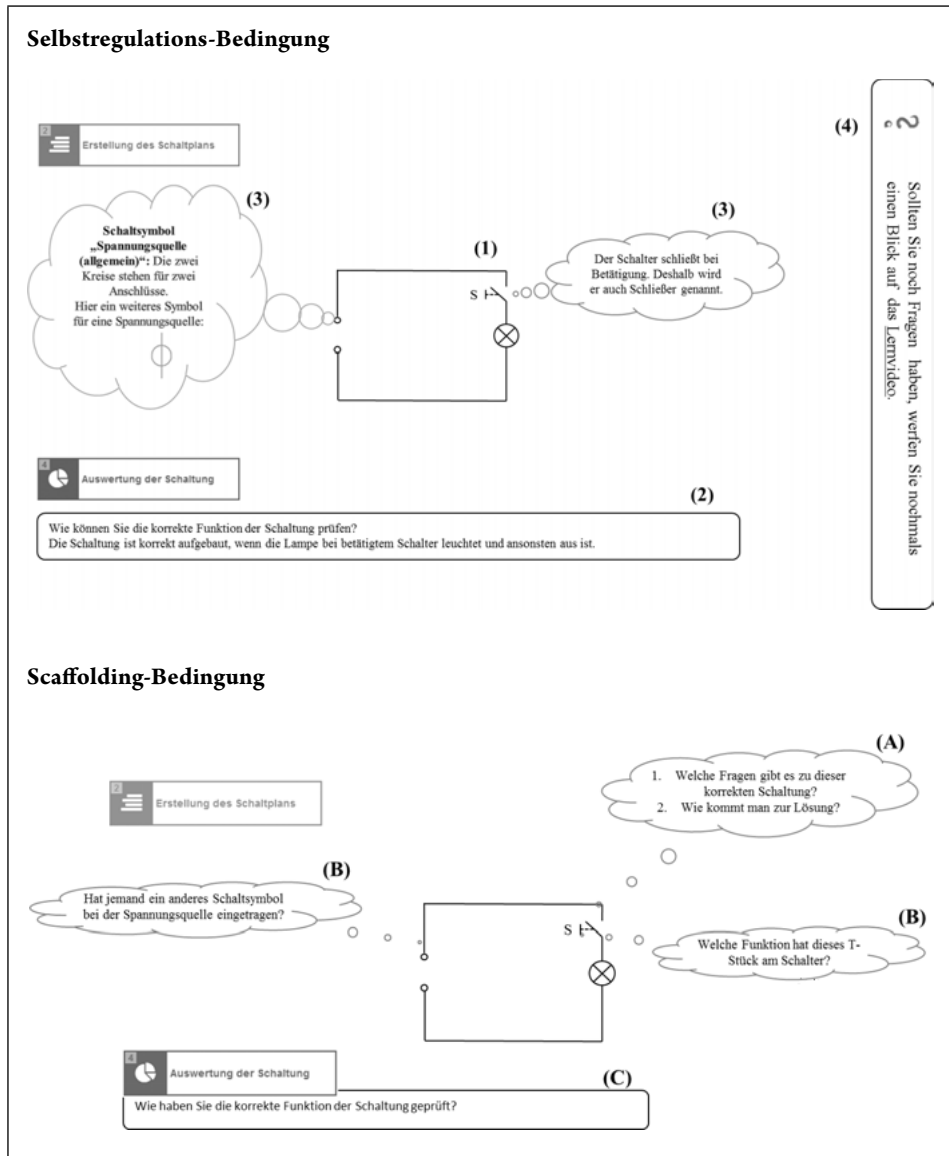 Selbstregulations-Bedingung
2
Erstellung des Schaltplans
(3)
Schaltsymbol
„Spannungsquelle
(allgemein)“: Die zwei
Kreise stehen für zwei
Anschlüsse.
Hier ein weiteres Symbol
für eine Spannungsquelle:
(1)
S
(3)
Der Schalter schließt bei
Betätigung. Deshalb wird
er auch Schließer genannt.
(4)
?
Sollten Sie noch Fragen haben, werfen Sie nochmals
einen Blick auf das Lernvideo.
4
Auswertung der Schaltung
(2)
Wie können Sie die korrekte Funktion der Schaltung prüfen?
Die Schaltung ist korrekt aufgebaut, wenn die Lampe bei betätigtem Schalter leuchtet und ansonsten aus ist.
Scaffolding-Bedingung
(A)
1. Welche Fragen gibt es zu dieser
korrekten Schaltung?
2. Wie kommt man zur Lösung?
2
Erstellung des Schaltplans
(B)
Hat jemand ein anderes Schaltsymbol
bei der Spannungsquelle eingetragen?
S
(B)
Welche Funktion hat dieses T-
Stück am Schalter?
4
Auswertung der Schaltung
(C)
Wie haben Sie die korrekte Funktion der Schaltung geprüft?